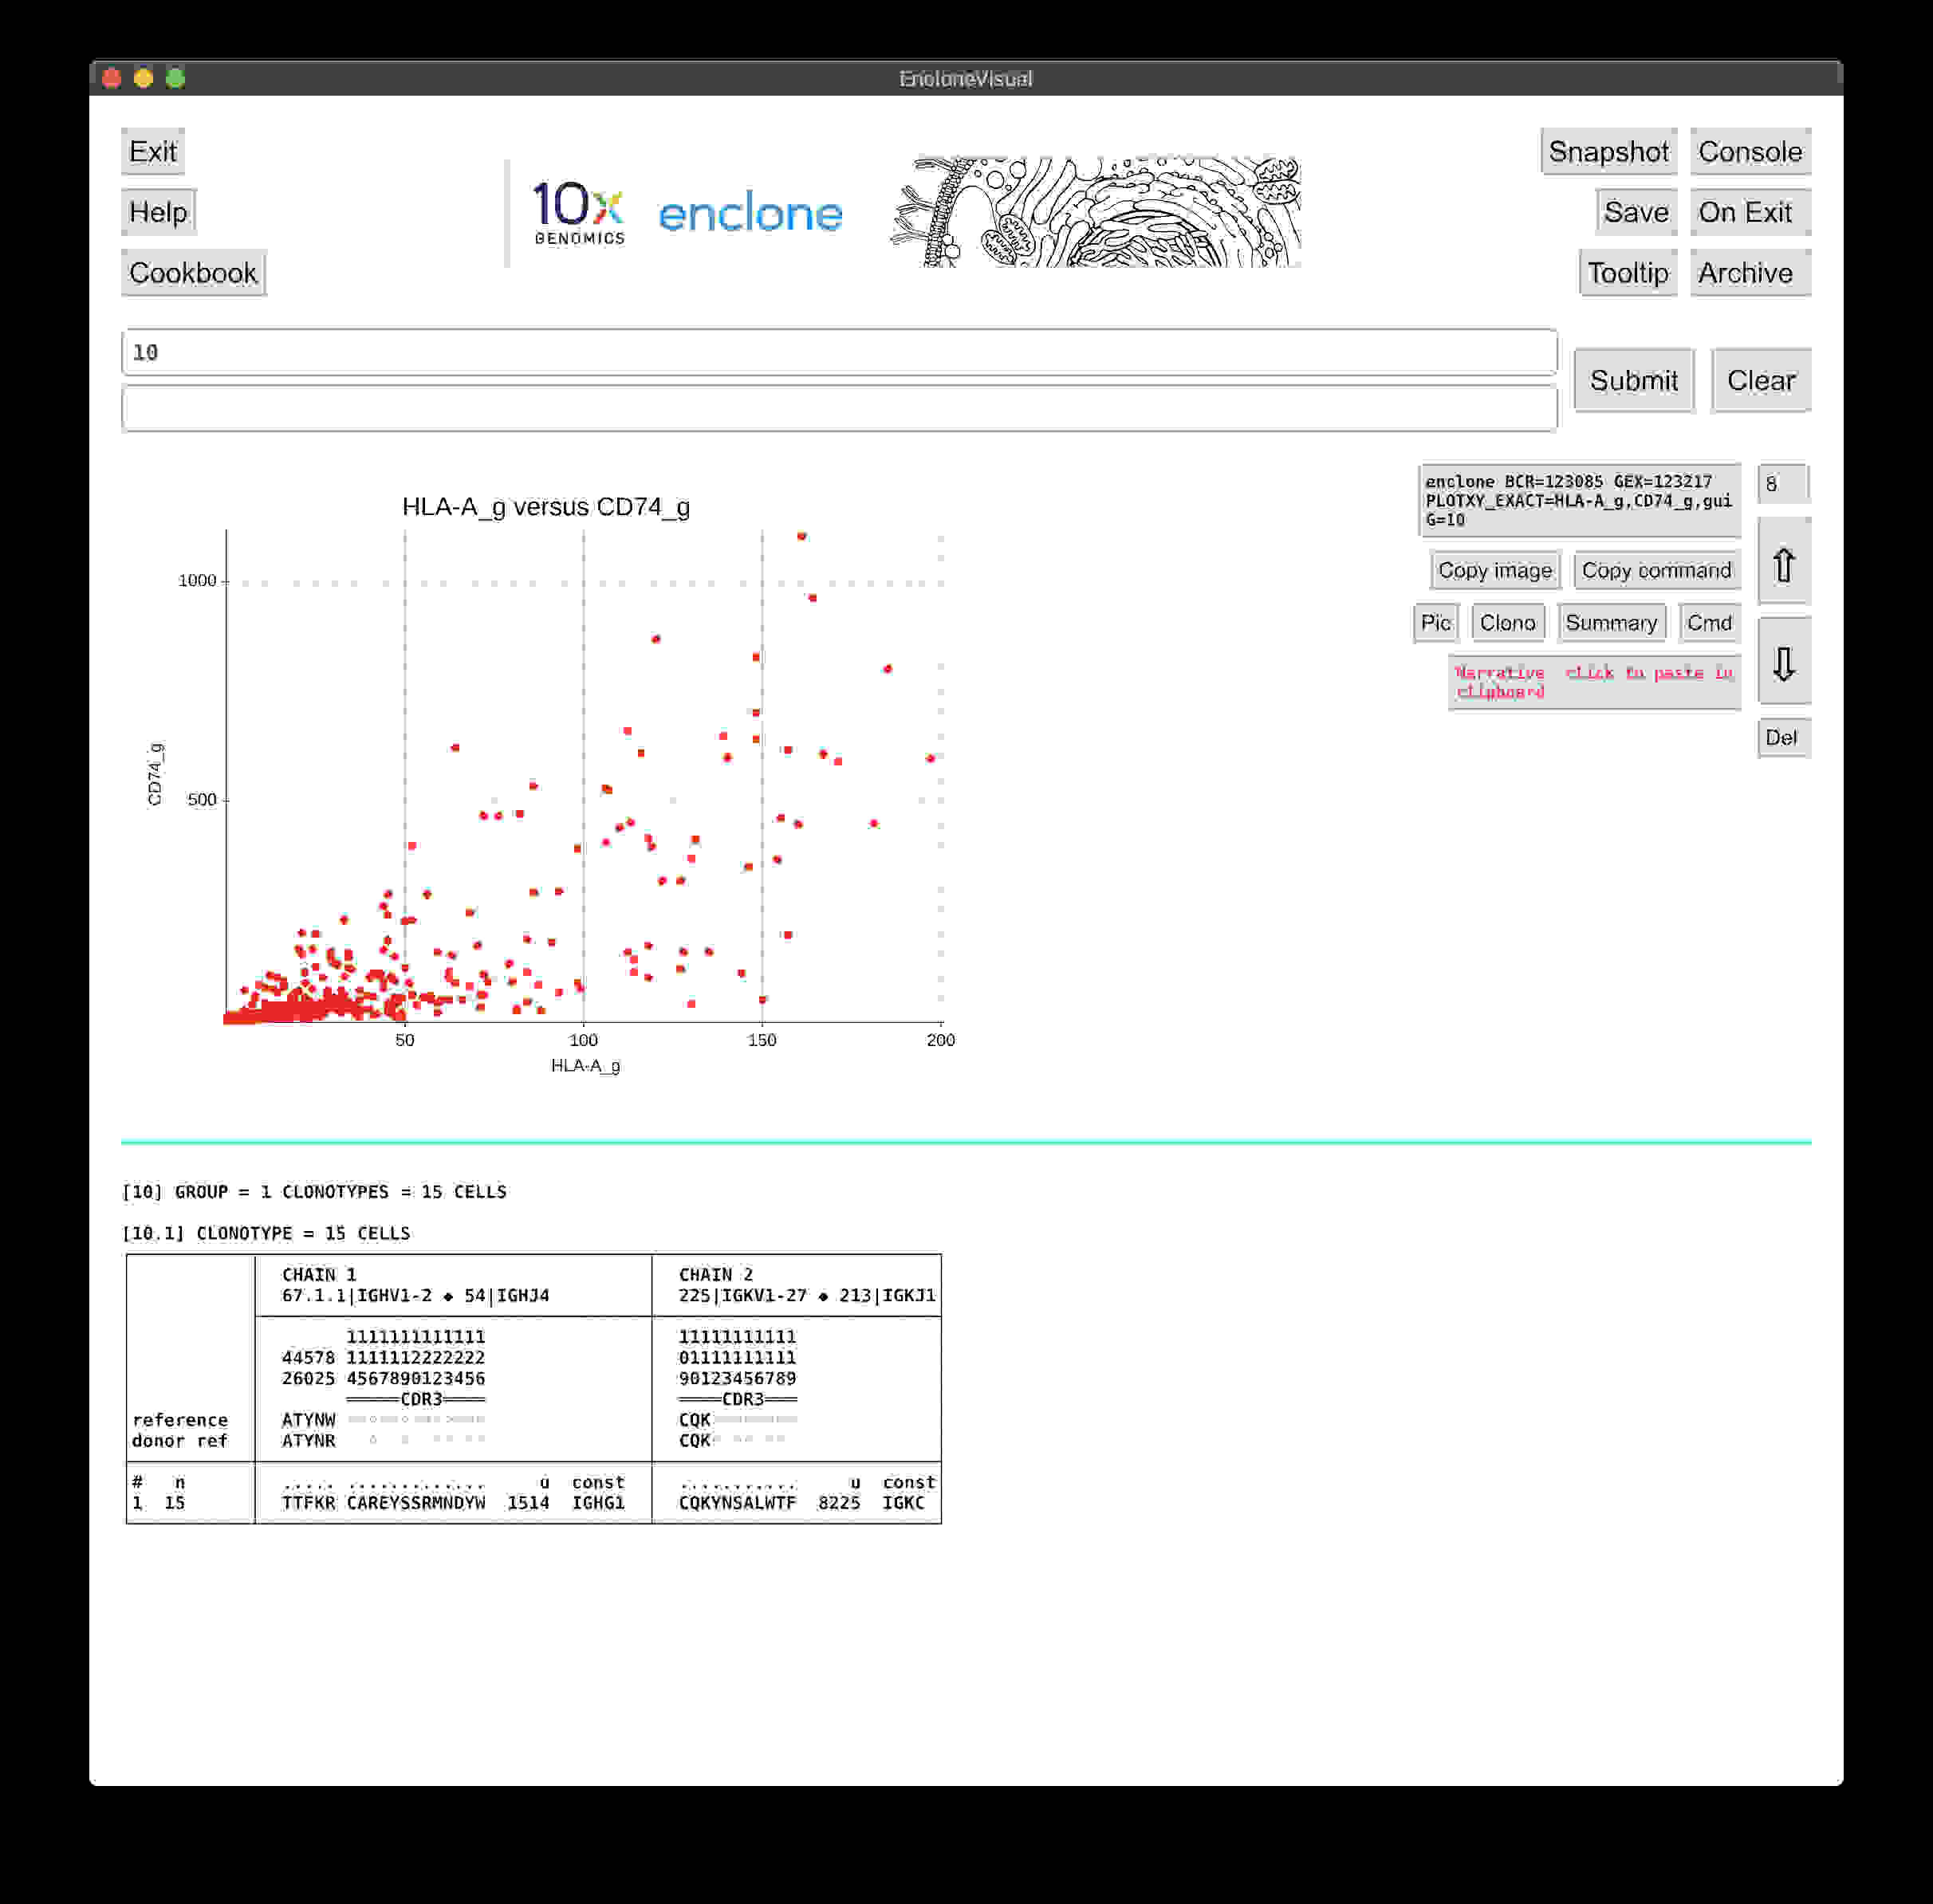 EncloneVisual
Exit
Help
Cookbook
10x
GENOMICS
enclone
Snapshot
Console
Save
On Exit
Tooltip
Archive
10
Submit
Clear
enclone BCR=123085 GEX=123217
PLOTXY_EXACT=HLA-A_g,CD74_g,gui
G=10
8
Copy image
Copy command
⇧
Pic
Clono
Summary
Cmd
Narrative click to paste in
clipboard
⇩
Del
HLA-A_g versus CD74_g
1000
500
CD74_g
50
100
150
200
HLA-A_g
[10] GROUP = 1 CLONOTYPES = 15 CELLS
[10.1] CLONOTYPE = 15 CELLS
CHAIN 1 CHAIN 2
67.1.1|IGHV1-2 ◆ 54|IGHJ4 225|IGKV1-27 ◆ 213|IGKJ1
1111111111111 11111111111
44578 1111112222222 01111111111
26025 4567890123456 90123456789
═════CDR3════ ════CDR3═══
reference ATYNW CQK
donor ref ATYNR CQK
# n ..... ............. u const ........... u const
1 15 TTFKR CAREYSSRMNDYW 1514 IGHG1 CQKYNSALWTF 8225 IGKC